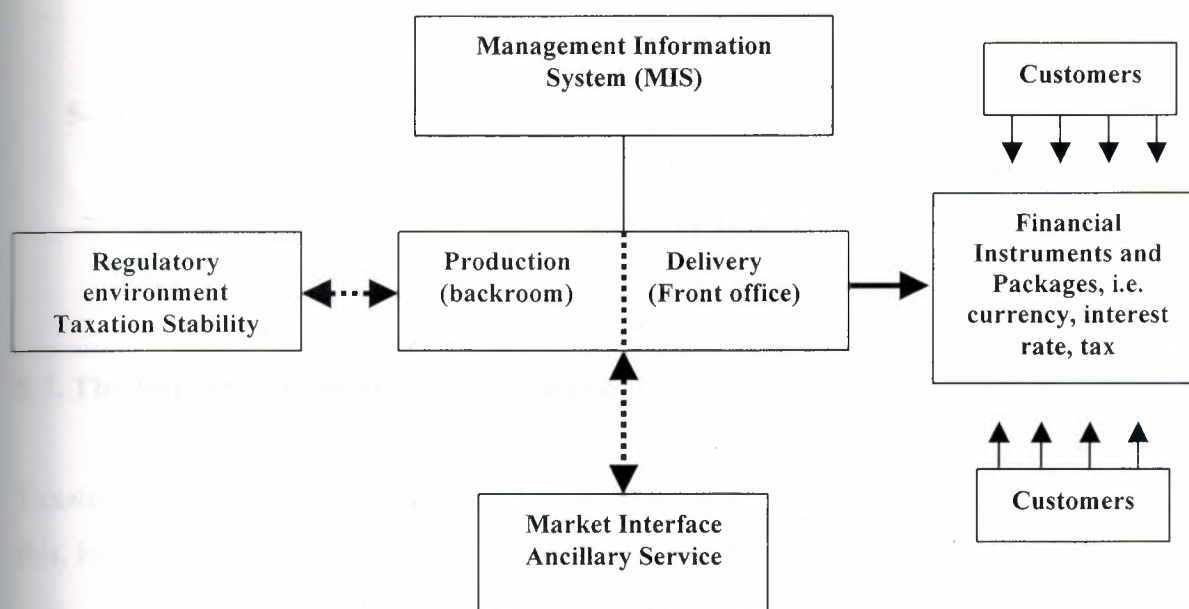 Management Information
System (MIS)
Customers
Regulatory
environment
Taxation Stability
Production
(backroom)
Delivery
(Front office)
Financial
Instruments and
Packages, i.e.
currency, interest
rate, tax
Market Interface
Ancillary Service
Customers